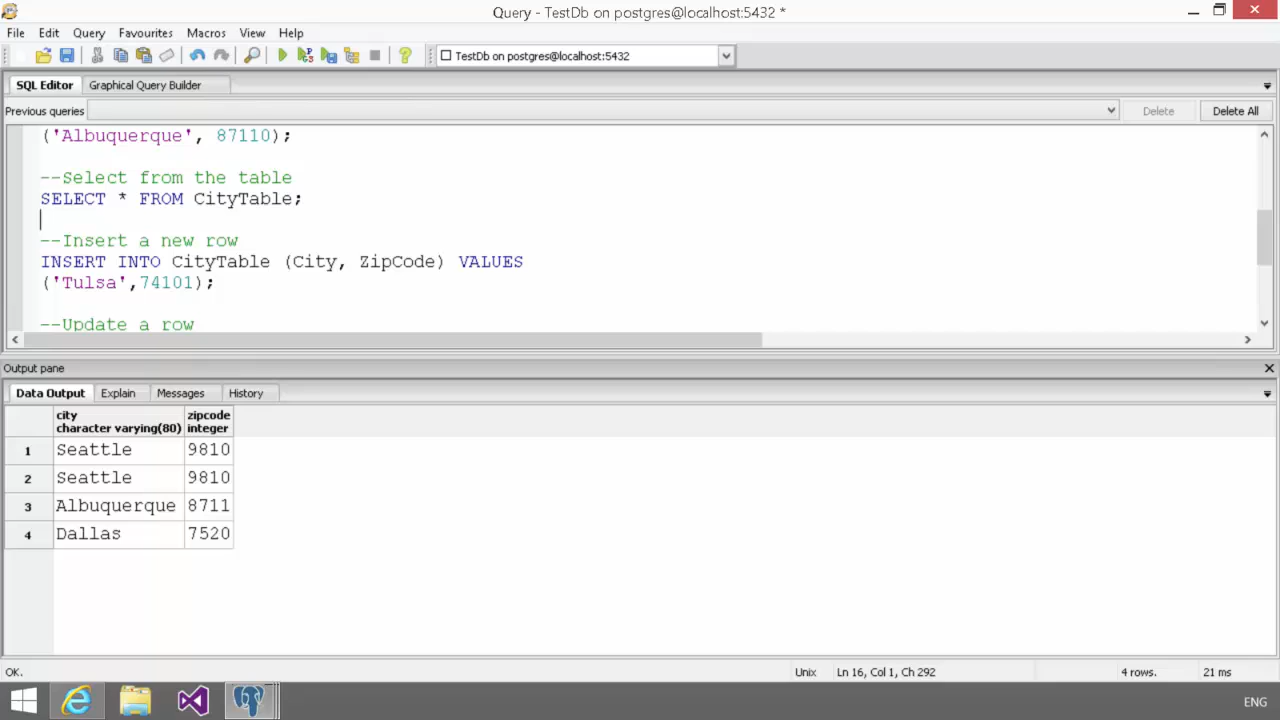 Query - TestDb on postgres@localhost:5432 *
File Edit Query Favourites Macros View Help
TestDb on postgres@localhost:5432
SQL Editor Graphical Query Builder
Previous queries Delete Delete All
('Albuquerque', 87110);
--Select from the table
SELECT * FROM CityTable;
--Insert a new row
INSERT INTO CityTable (City, ZipCode) VALUES
('Tulsa',74101);
--Update a row
Output pane
Data Output Explain Messages History
city zipcode
character varying(80) integer
1 Seattle 9810
2 Seattle 9810
3 Albuquerque 8711
4 Dallas 7520
OK. Unix Ln 16, Col 1, Ch 292 4 rows. 21 ms
ENG